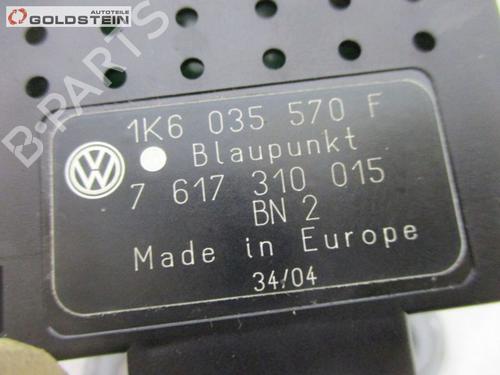 Autoteile
GOLDSTEIN
B-PARTS
1K6 035 570 F
Blaupunkt
7 617 310 015
BN 2
Made in Europe
34/04